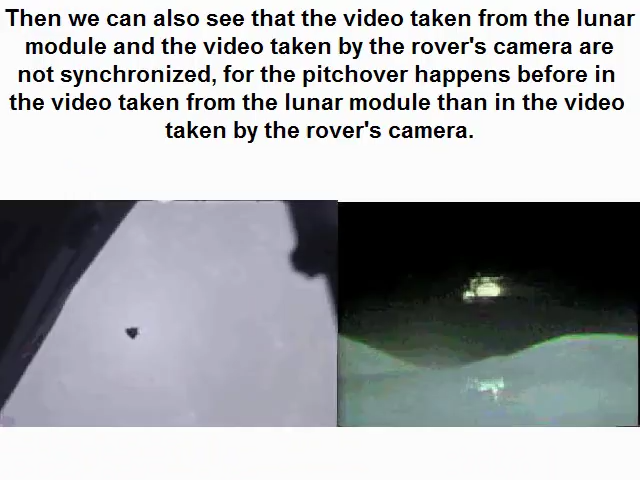 Then we can also see that the video taken from the lunar
module and the video taken by the rover's camera are
not synchronized, for the pitchover happens before in
the video taken from the lunar module than in the video
taken by the rover's camera.